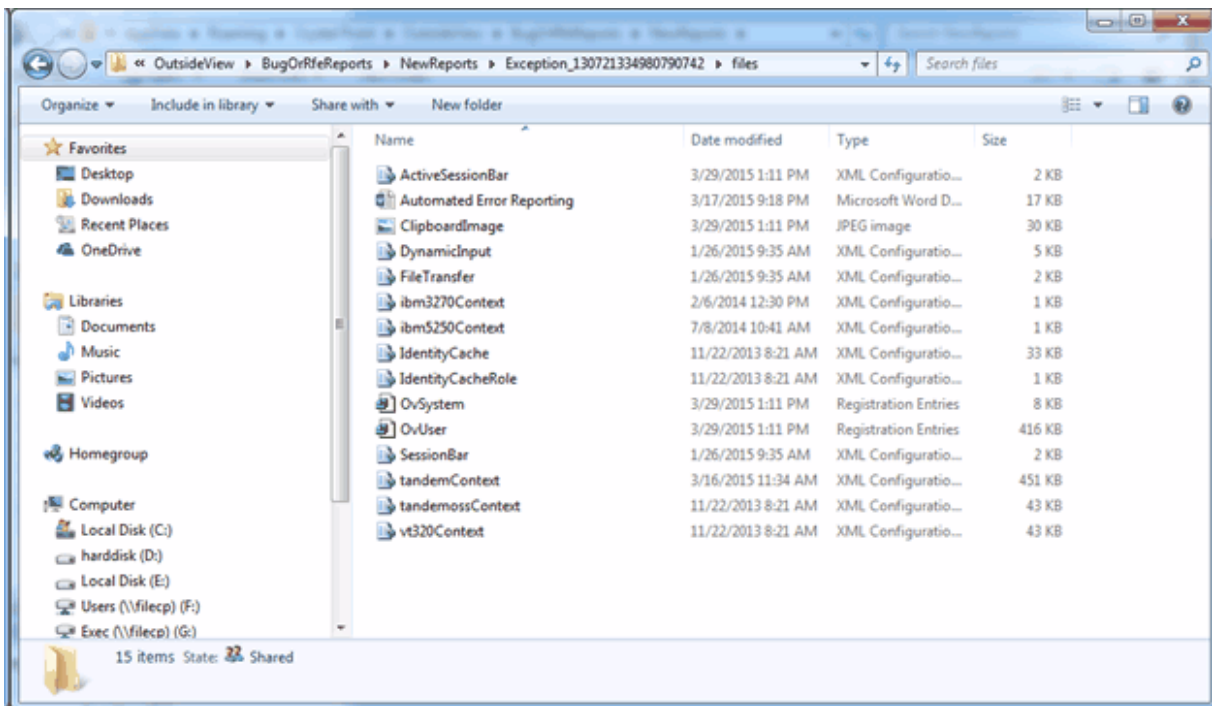 « OutsideView ▸ BugOrRfeReports ▸ NewReports ▸ Exception_130721334980790742 ▸ files Search files
Organize Include in library Share with New folder
Name Date modified Type Size
Favorites
Desktop
Downloads
Recent Places
OneDrive
Libraries
Documents
Music
Pictures
Videos
Homegroup
Computer
Local Disk (C:)
harddisk (D:)
Local Disk (E:)
Users (\\filecp) (F:)
Exec (\\filecp) (G:)
ActiveSessionBar 3/29/2015 1:11 PM XML Configuratio... 2 KB
Automated Error Reporting 3/17/2015 9:18 PM Microsoft Word D... 17 KB
ClipboardImage 3/29/2015 1:11 PM JPEG image 30 KB
DynamicInput 1/26/2015 9:35 AM XML Configuratio... 5 KB
FileTransfer 1/26/2015 9:35 AM XML Configuratio... 2 KB
ibm3270Context 2/6/2014 12:30 PM XML Configuratio... 1 KB
ibm5250Context 7/8/2014 10:41 AM XML Configuratio... 1 KB
IdentityCache 11/22/2013 8:21 AM XML Configuratio... 33 KB
IdentityCacheRole 11/22/2013 8:21 AM XML Configuratio... 1 KB
OvSystem 3/29/2015 1:11 PM Registration Entries 8 KB
OvUser 3/29/2015 1:11 PM Registration Entries 416 KB
SessionBar 1/26/2015 9:35 AM XML Configuratio... 2 KB
tandemContext 3/16/2015 11:34 AM XML Configuratio... 451 KB
tandemossContext 11/22/2013 8:21 AM XML Configuratio... 43 KB
vt320Context 11/22/2013 8:21 AM XML Configuratio... 43 KB
15 items State: Shared